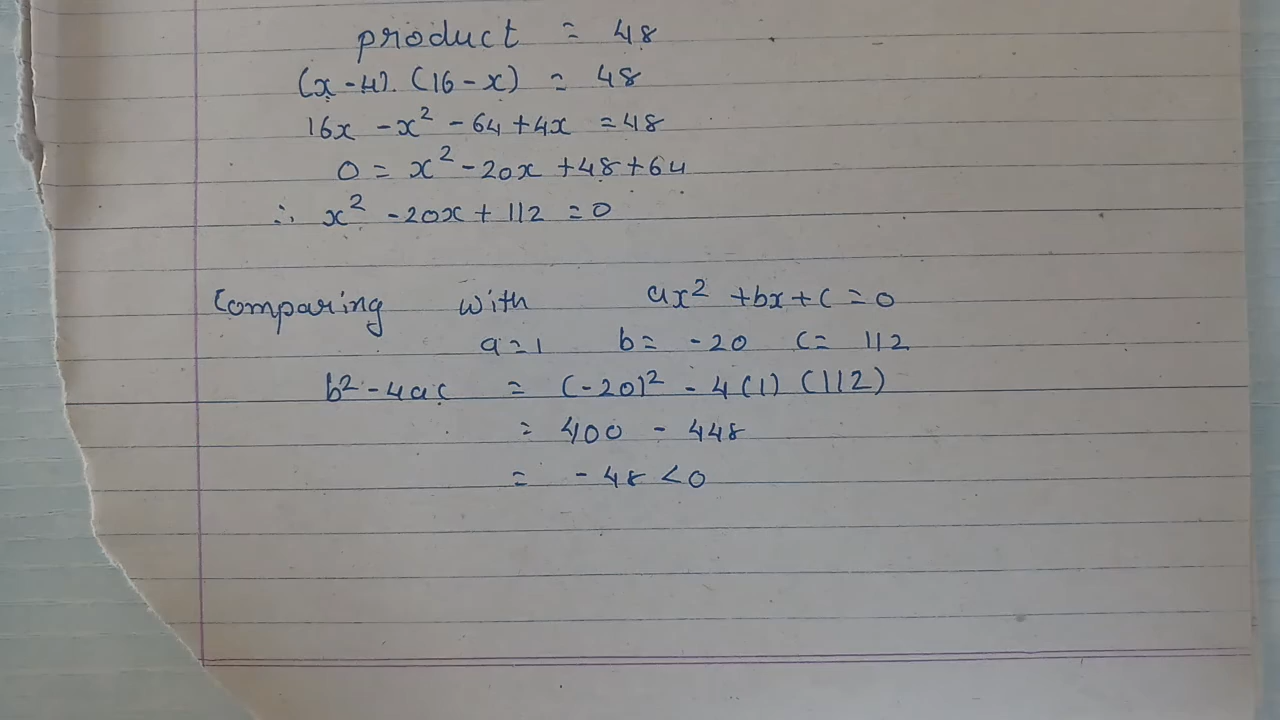 product = 48
(x - 4). (16 - x) = 48
16x - x² - 64 + 4x = 48
0 = x² - 20x + 48 + 64
∴ x² - 20x + 112 = 0
Comparing with ax² + bx + c = 0
a = 1 b = -20 c = 112
b² - 4ac = (-20)² - 4(1) (112)
= 400 - 448
= -48 < 0